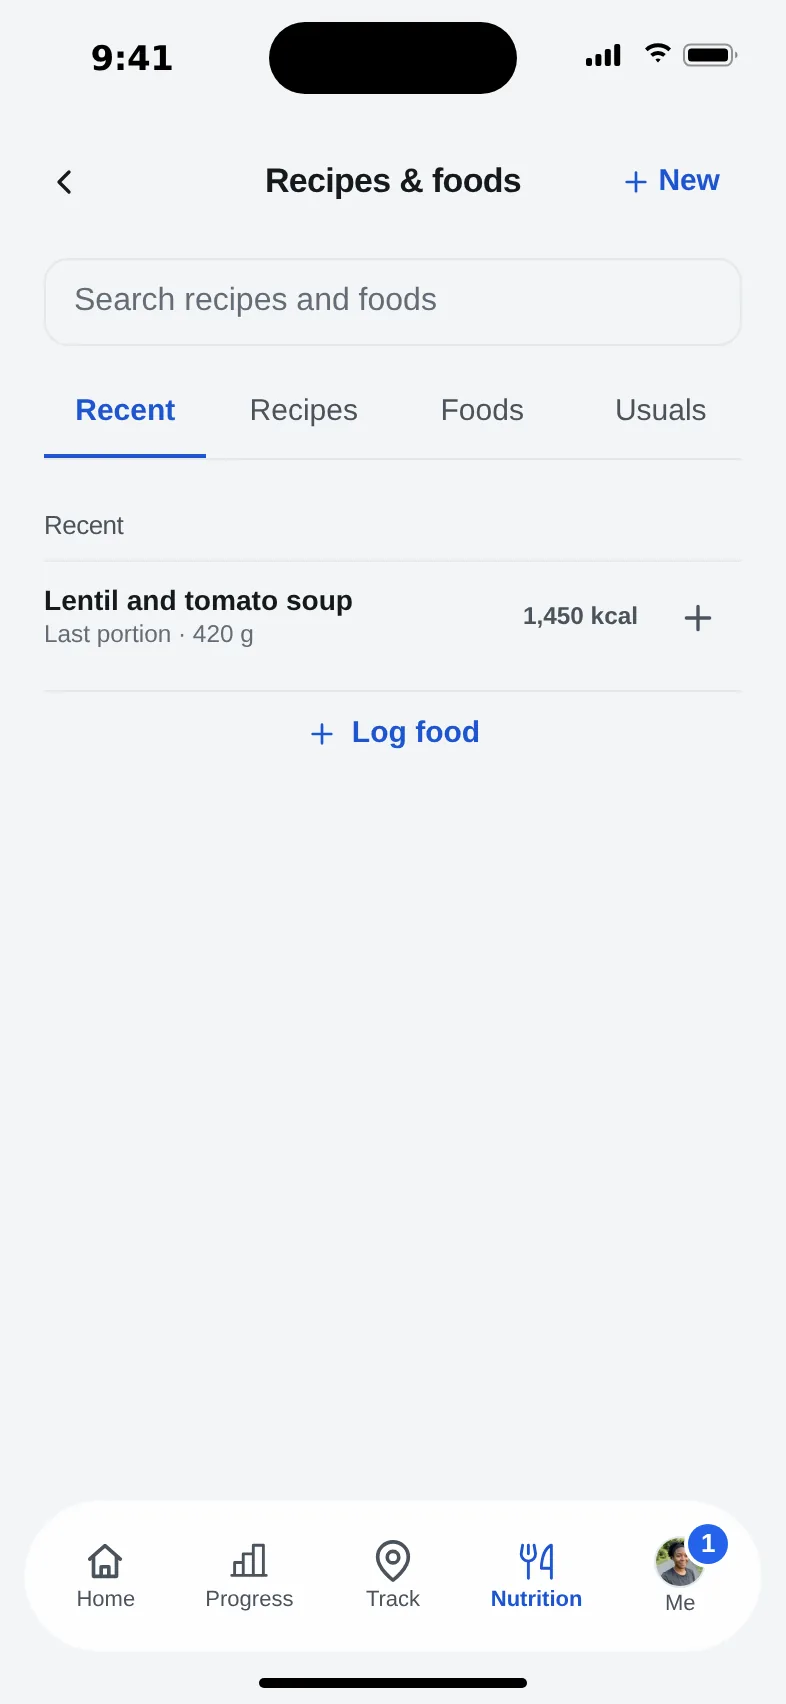 9:41
Recipes & foods
+ New
Search recipes and foods
Recent
Recipes
Foods
Usuals
Recent
Lentil and tomato soup
1,450 kcal
Last portion · 420 g
+ Log food
1
Home
Progress
Track
Nutrition
Me